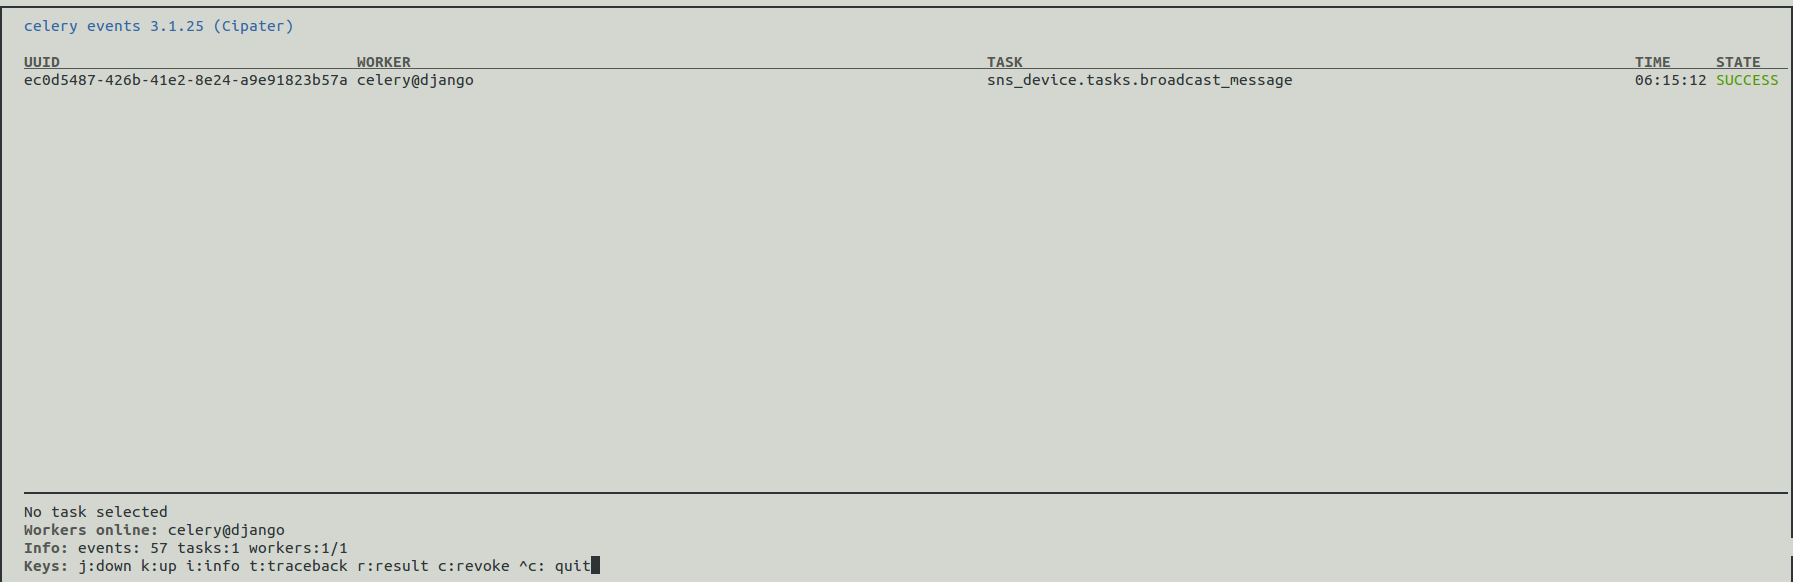 celery events 3.1.25 (Cipater)
UUID WORKER TASK TIME STATE
ec0d5487-426b-41e2-8e24-a9e91823b57a celery@django sns_device.tasks.broadcast_message 06:15:12 SUCCESS
No task selected
Workers online: celery@django
Info: events: 57 tasks:1 workers:1/1
Keys: j:down k:up i:info t:traceback r:result c:revoke ^c: quit